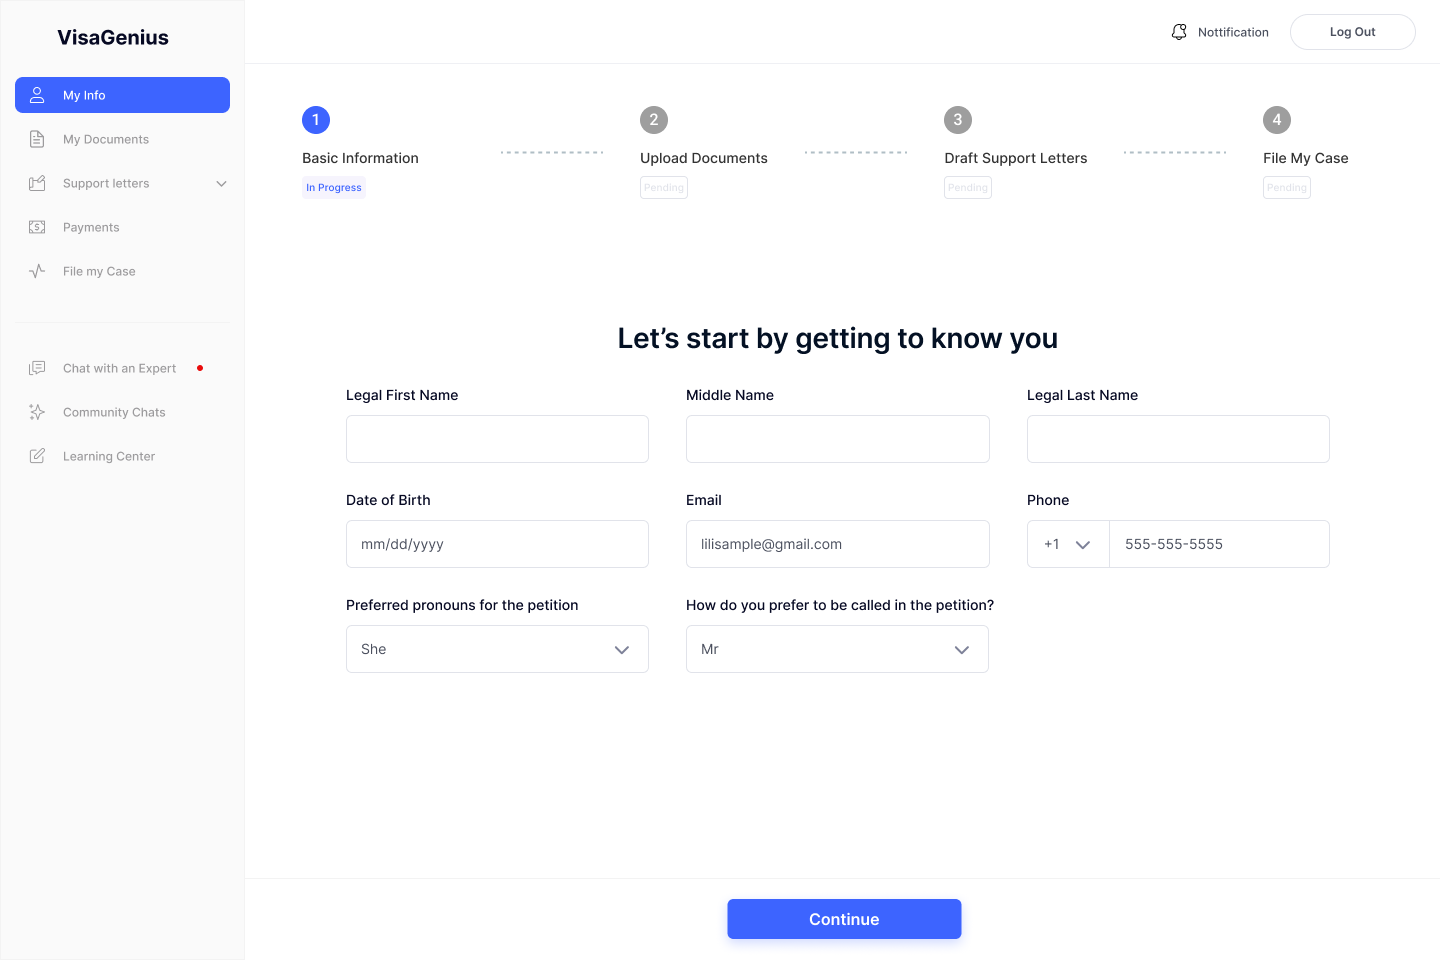 VisaGenius
Nottification
Log Out
My Info
My Documents
Support letters
Payments
File my Case
Chat with an Expert
Community Chats
Learning Center
1
2
3
4
Basic Information
Upload Documents
Draft Support Letters
File My Case
In Progress
Pending
Pending
Pending
Let’s start by getting to know you
Legal First Name
Middle Name
Legal Last Name
Date of Birth
Email
Phone
mm/dd/yyyy
lilisample@gmail.com
+1
555-555-5555
Preferred pronouns for the petition
How do you prefer to be called in the petition?
She
Mr
Continue